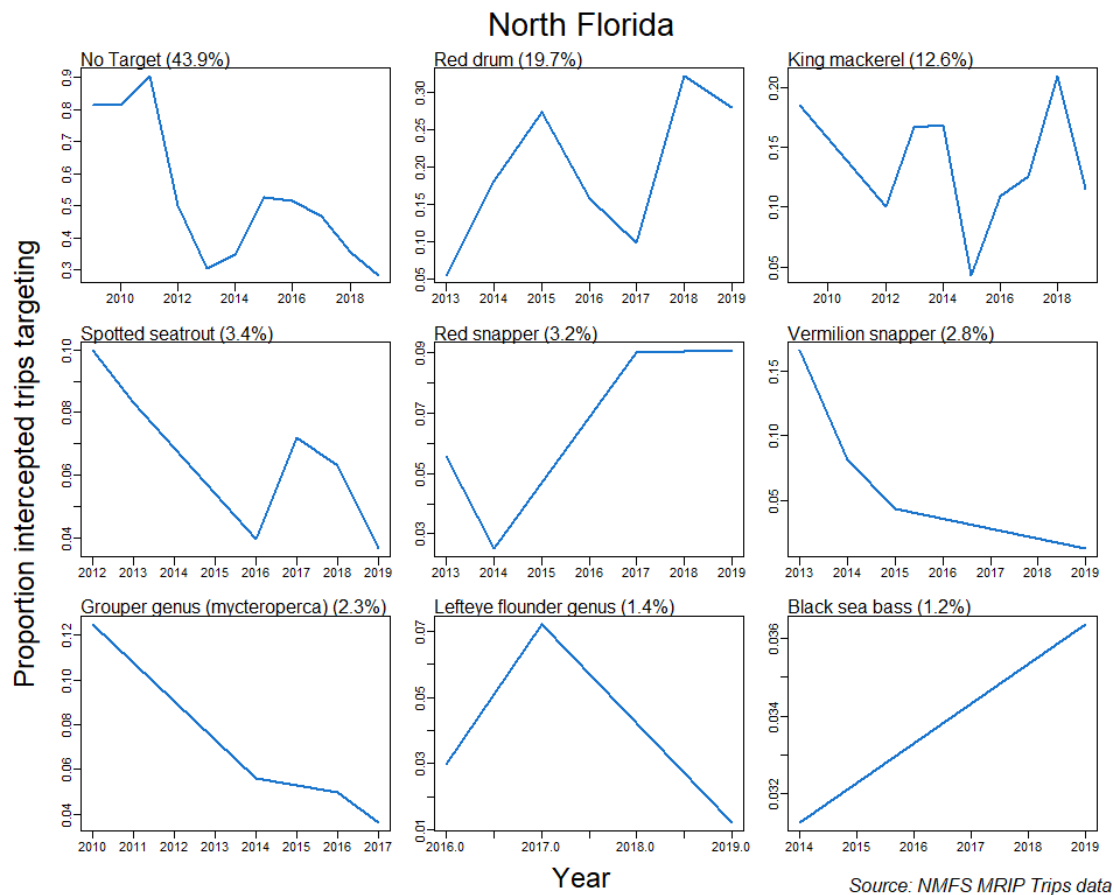 North Florida
No Target (43.9%)
Red drum (19.7%)
King mackerel (12.6%)
0.3 0.4 0.5 0.6 0.7 0.8 0.9
2010 2012 2014 2016 2018
0.05 0.10 0.15 0.20 0.25 0.30
2013 2014 2015 2016 2017 2018 2019
0.05 0.10 0.15 0.20
2010 2012 2014 2016 2018
Proportion intercepted trips targeting
Spotted seatrout (3.4%)
Red snapper (3.2%)
Vermilion snapper (2.8%)
0.04 0.06 0.08 0.10
2012 2013 2014 2015 2016 2017 2018 2019
0.03 0.05 0.07 0.09
2013 2014 2015 2016 2017 2018 2019
0.05 0.10 0.15
2013 2014 2015 2016 2017 2018 2019
Grouper genus (mycteroperca) (2.3%)
Lefteye flounder genus (1.4%)
Black sea bass (1.2%)
0.04 0.06 0.08 0.10 0.12
2010 2011 2012 2013 2014 2015 2016 2017
0.01 0.03 0.05 0.07
2016.0 2017.0 2018.0 2019.0
0.032 0.034 0.036
2014 2015 2016 2017 2018 2019
Year
Source: NMFS MRIP Trips data